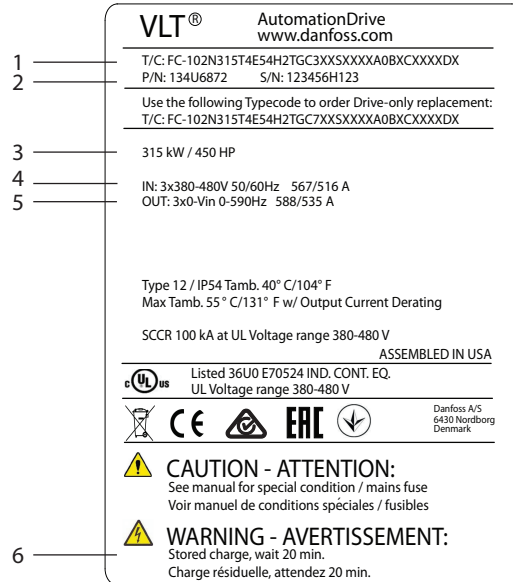 VLT® AutomationDrive
www.danfoss.com
1 T/C: FC-102N315T4E54H2TGC3XXSXXXXA0BXCXXXXDX
2 P/N: 134U6872 S/N: 123456H123
Use the following Typecode to order Drive-only replacement:
T/C: FC-102N315T4E54H2TGC7XXSXXXXA0BXCXXXXDX
3 315 kW / 450 HP
4 IN: 3x380-480V 50/60Hz 567/516 A
5 OUT: 3x0-Vin 0-590Hz 588/535 A
Type 12 / IP54 Tamb. 40° C/104° F
Max Tamb. 55° C/131° F w/ Output Current Derating
SCCR 100 kA at UL Voltage range 380-480 V
ASSEMBLED IN USA
c UL us Listed 36U0 E70524 IND. CONT. EQ.
UL Voltage range 380-480 V
CE EAC
Danfoss A/S
6430 Nordborg
Denmark
CAUTION - ATTENTION:
See manual for special condition / mains fuse
Voir manuel de conditions spéciales / fusibles
WARNING - AVERTISSEMENT:
6 Stored charge, wait 20 min.
Charge résiduelle, attendez 20 min.